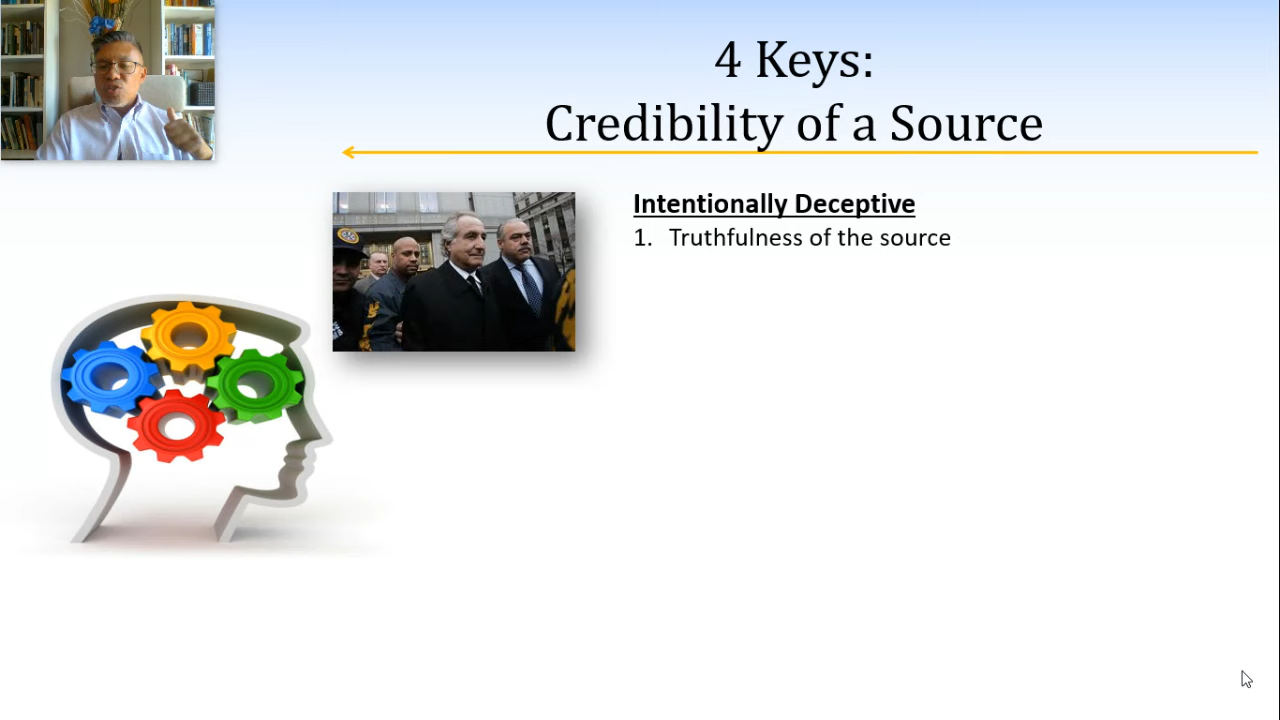 4 Keys:
Credibility of a Source
Intentionally Deceptive
1. Truthfulness of the source